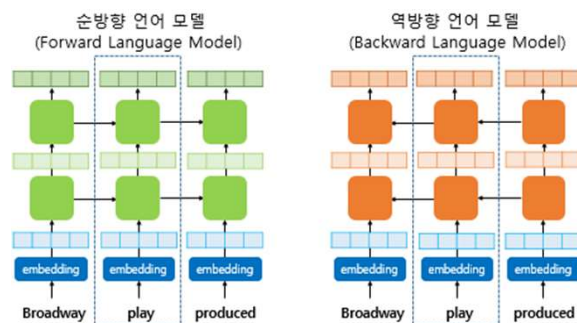 순방향 언어 모델
(Forward Language Model)
embedding
embedding
embedding
Broadway
play
produced
역방향 언어 모델
(Backward Language Model)
embedding
embedding
embedding
Broadway
play
produced